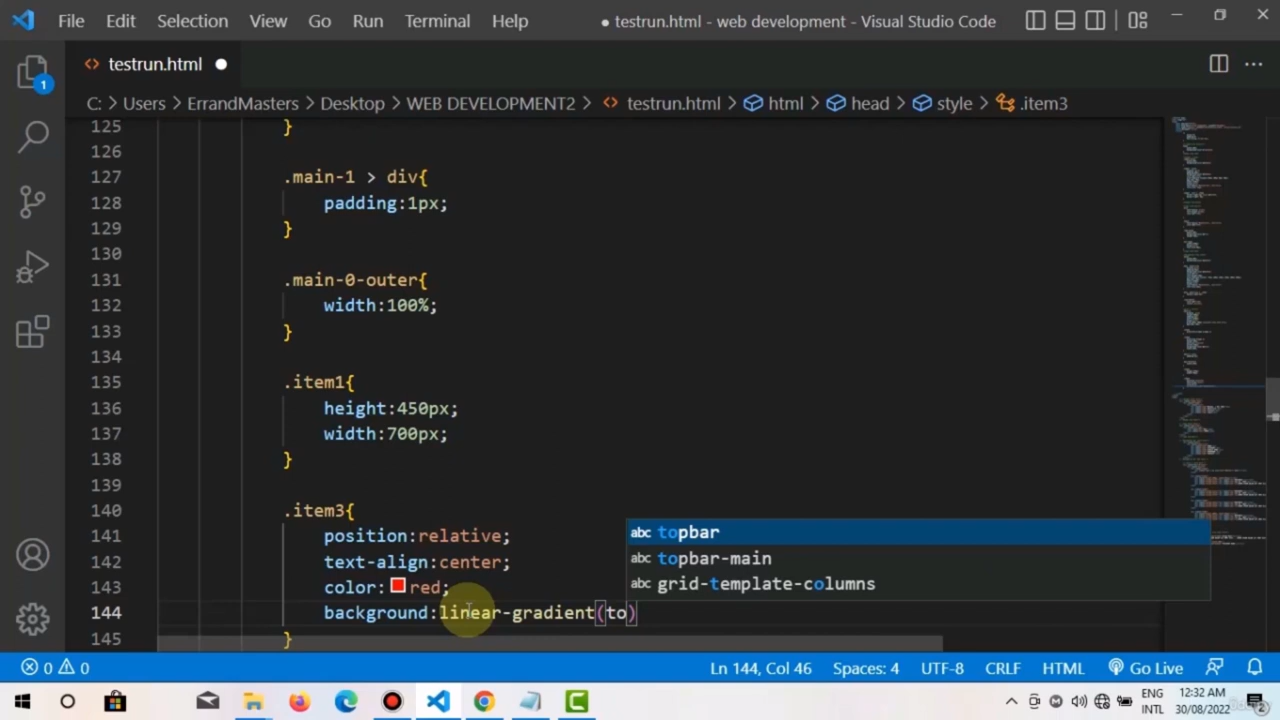 File Edit Selection View Go Run Terminal Help ● testrun.html - web development - Visual Studio Code
testrun.html
C: > Users > ErrandMasters > Desktop > WEB DEVELOPMENT2 > testrun.html > html > head > style > .item3
1
125 }
126
127 .main-1 > div{
128 padding:1px;
129 }
130
131 .main-0-outer{
132 width:100%;
133 }
134
135 .item1{
136 height:450px;
137 width:700px;
138 }
139
140 .item3{
141 position:relative;
142 text-align:center;
143 color:red;
144 background:linear-gradient(to)
145 }
abc topbar
abc topbar-main
abc grid-template-columns
0 0 Ln 144, Col 46 Spaces: 4 UTF-8 CRLF HTML Go Live
ENG 12:32 AM
INTL 30/08/2022
2